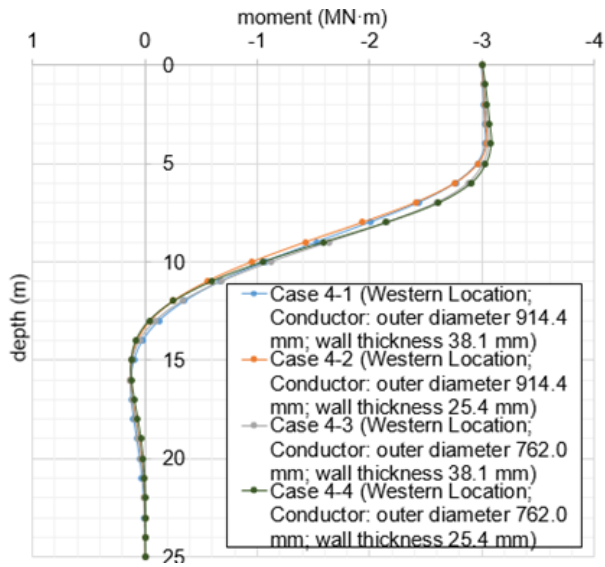 moment (MN·m)
1 0 -1 -2 -3 -4
0
5
10
15
20
25
depth (m)
Case 4-1 (Western Location;
Conductor: outer diameter 914.4
mm; wall thickness 38.1 mm)
Case 4-2 (Western Location;
Conductor: outer diameter 914.4
mm; wall thickness 25.4 mm)
Case 4-3 (Western Location;
Conductor: outer diameter 762.0
mm; wall thickness 38.1 mm)
Case 4-4 (Western Location;
Conductor: outer diameter 762.0
mm; wall thickness 25.4 mm)